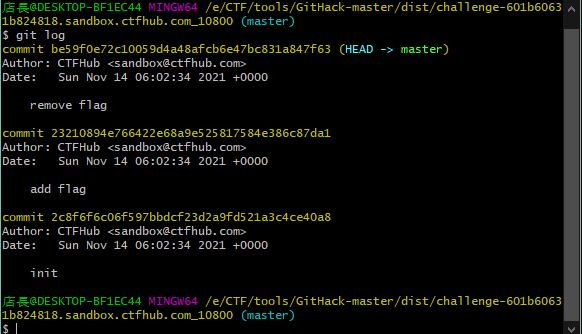 店長@DESKTOP-BF1EC44 MINGW64 /e/CTF/tools/GitHack-master/dist/challenge-601b6063
1b824818.sandbox.ctfhub.com_10800 (master)
$ git log
commit be59f0e72c10059d4a48afcb6e47bc831a847f63 (HEAD -> master)
Author: CTFHub <sandbox@ctfhub.com>
Date:   Sun Nov 14 06:02:34 2021 +0000
    remove flag
commit 23210894e766422e68a9e525817584e386c87da1
Author: CTFHub <sandbox@ctfhub.com>
Date:   Sun Nov 14 06:02:34 2021 +0000
    add flag
commit 2c8f6f6c06f597bbdcf23d2a9fd521a3c4ce40a8
Author: CTFHub <sandbox@ctfhub.com>
Date:   Sun Nov 14 06:02:34 2021 +0000
    init
店長@DESKTOP-BF1EC44 MINGW64 /e/CTF/tools/GitHack-master/dist/challenge-601b6063
1b824818.sandbox.ctfhub.com_10800 (master)
$